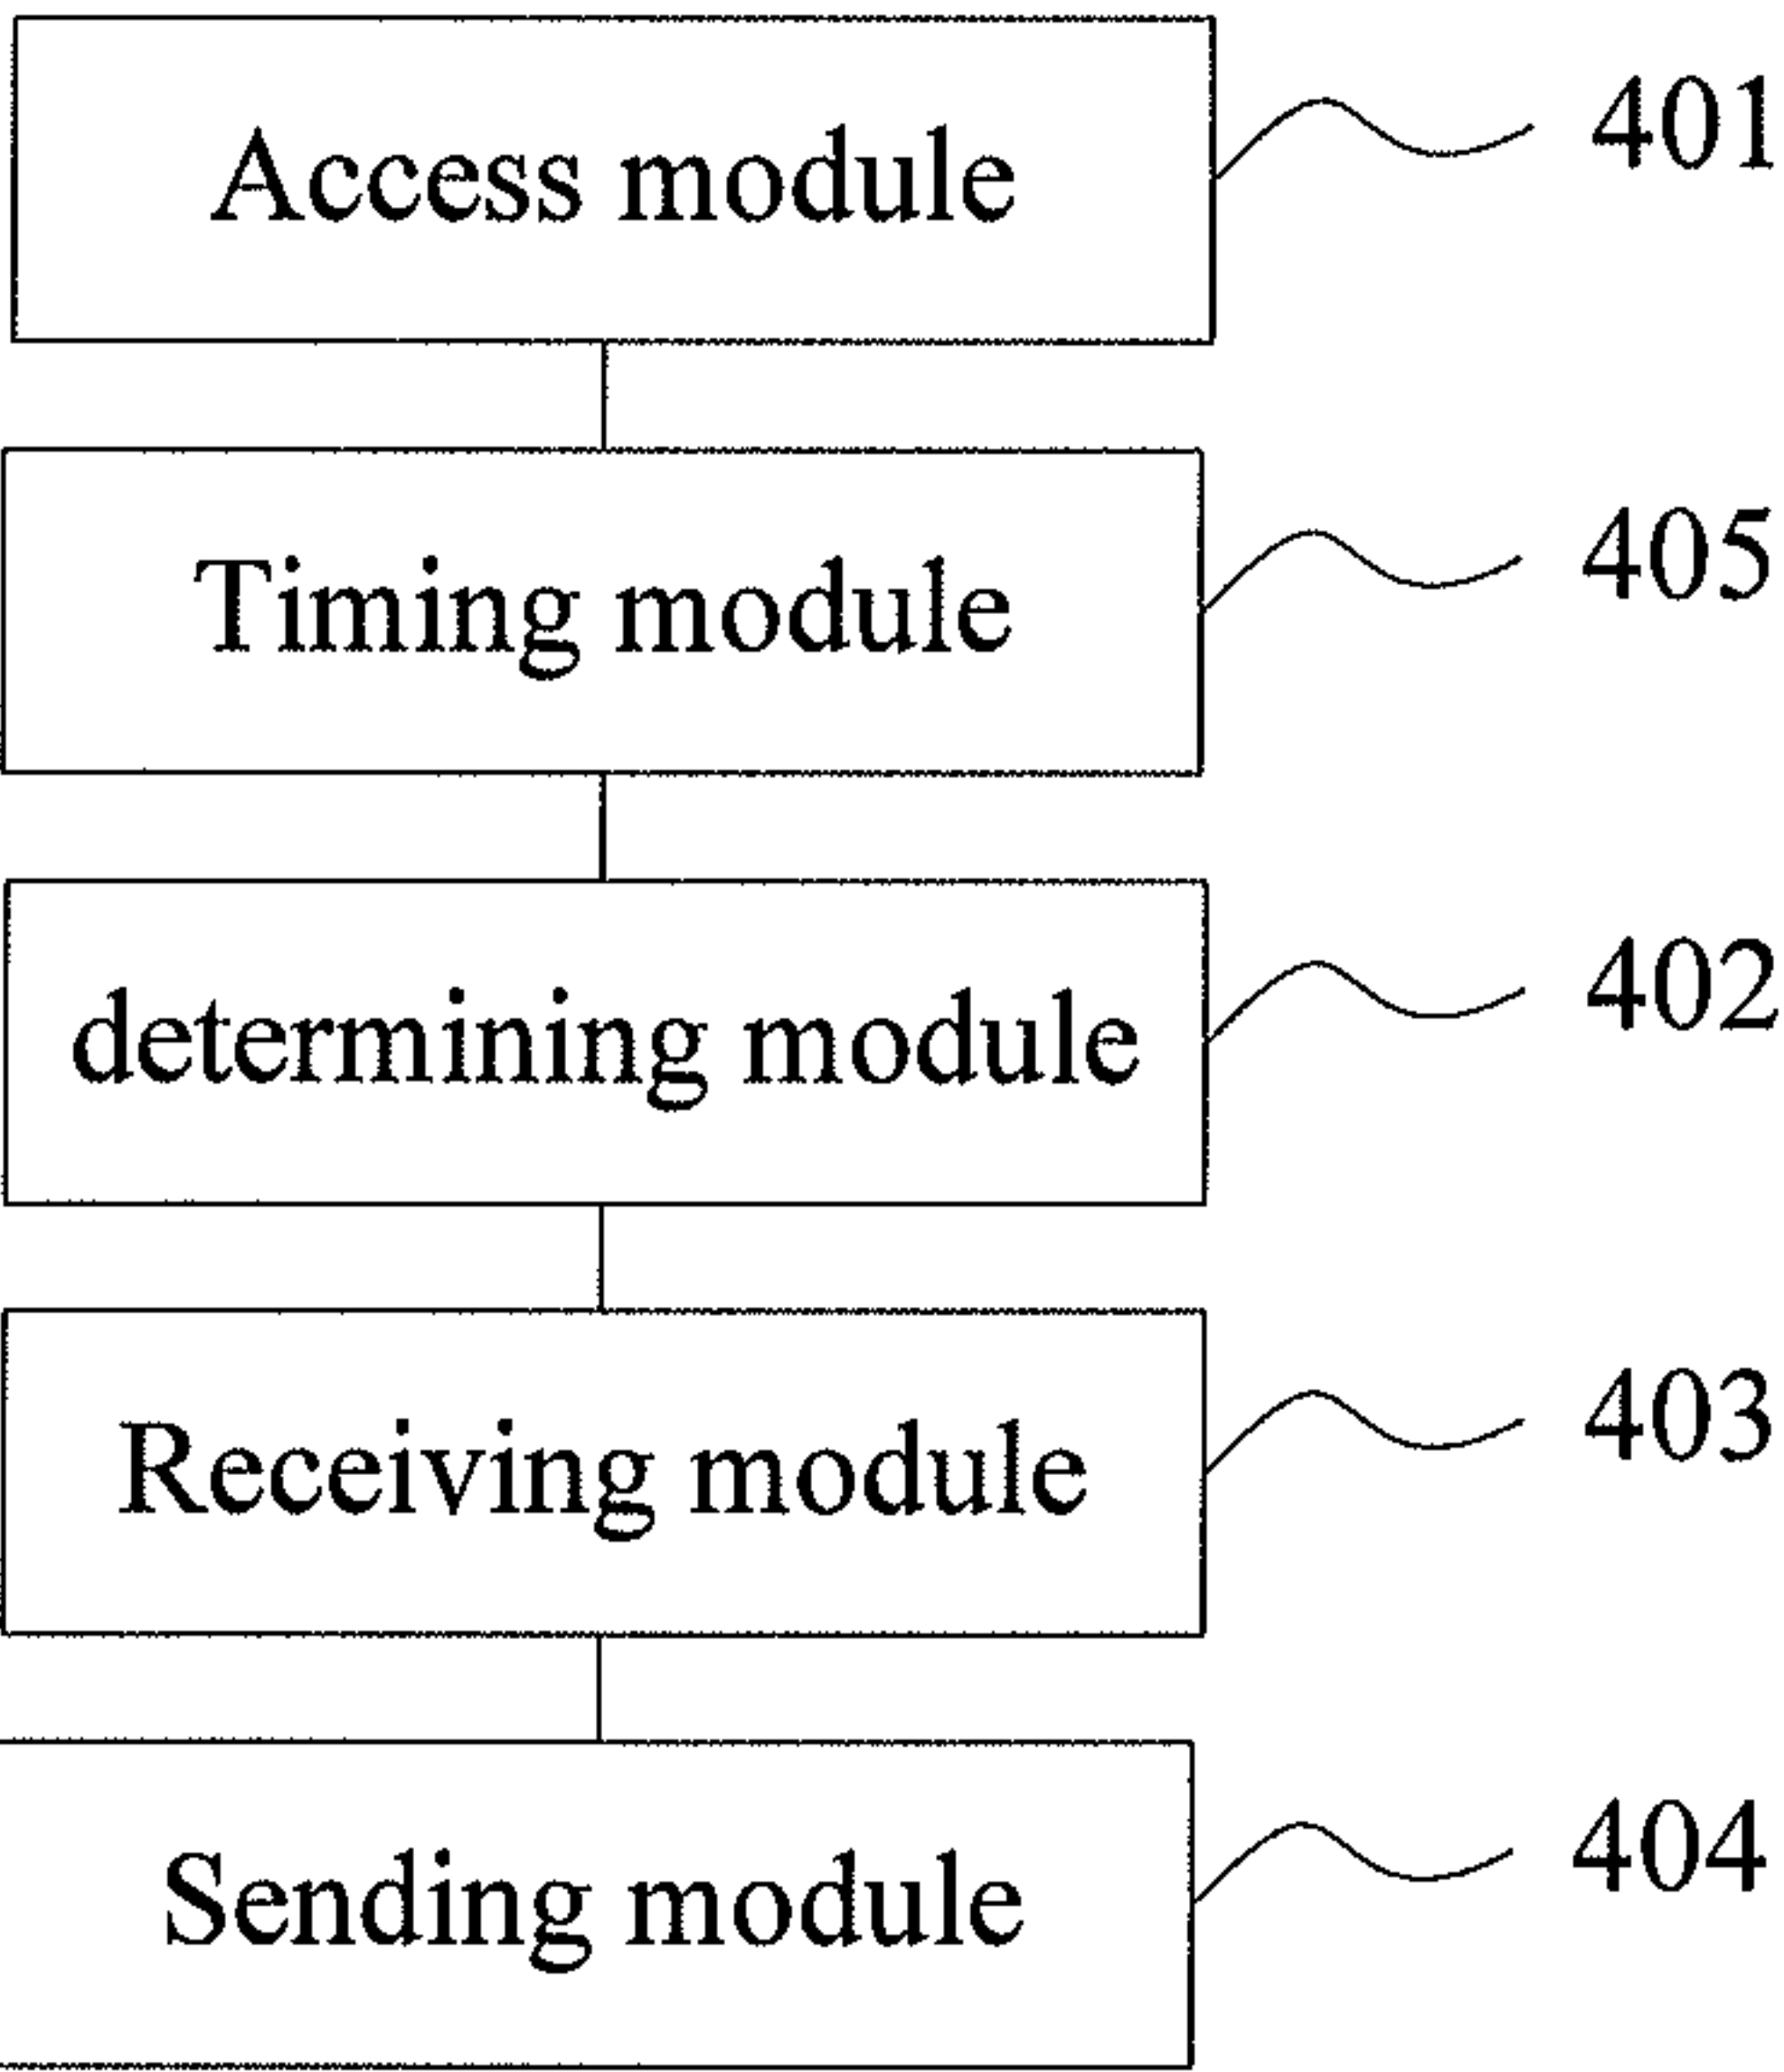 Access module 401
Timing module 405
determining module 402
Receiving module 403
Sending module 404